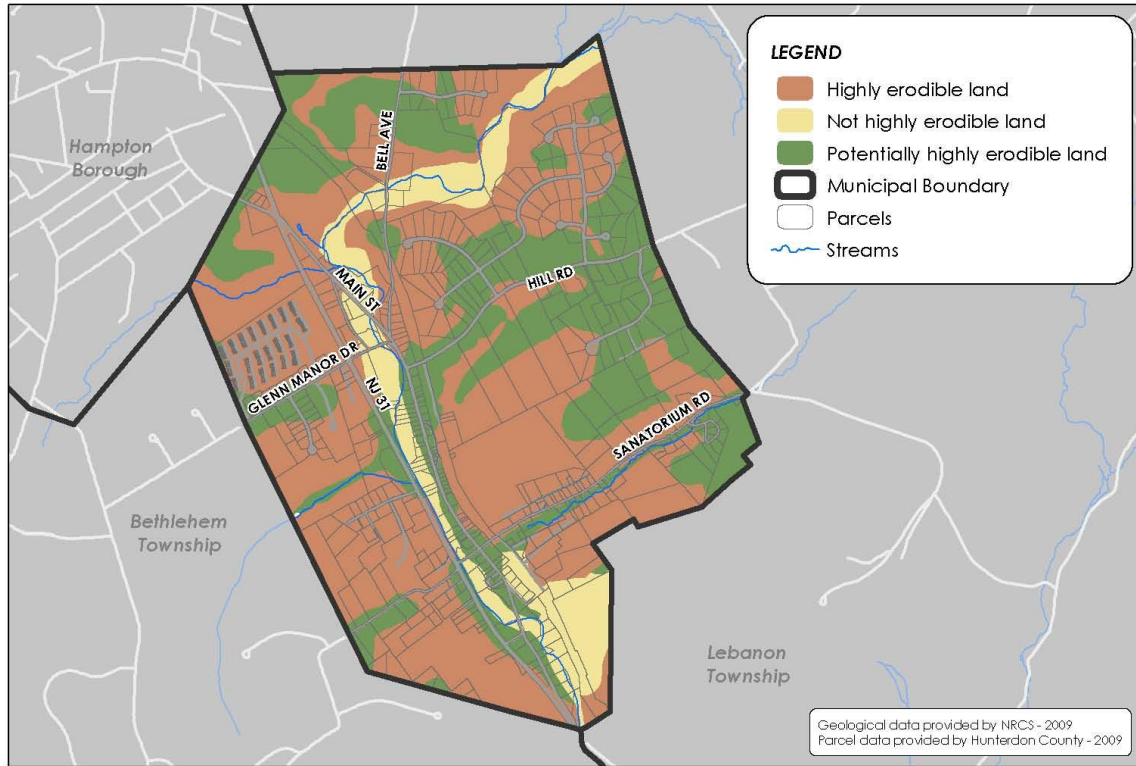 Hampton
Borough
BELL AVE
MAIN ST
HILL RD
GLENN MANOR DR
NJ 31
SANATORIUM RD
Bethlehem
Township
Lebanon
Township
LEGEND
Highly erodible land
Not highly erodible land
Potentially highly erodible land
Municipal Boundary
Parcels
Streams
Geological data provided by NRCS - 2009
Parcel data provided by Hunterdon County - 2009